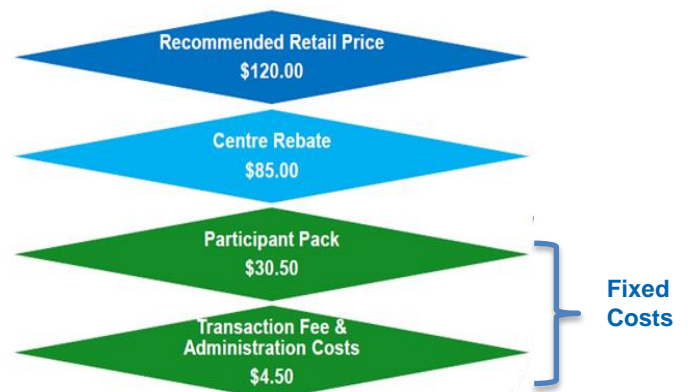 Recommended Retail Price
$120.00
Centre Rebate
$85.00
Participant Pack
$30.50
Fixed
Costs
Transaction Fee &
Administration Costs
$4.50